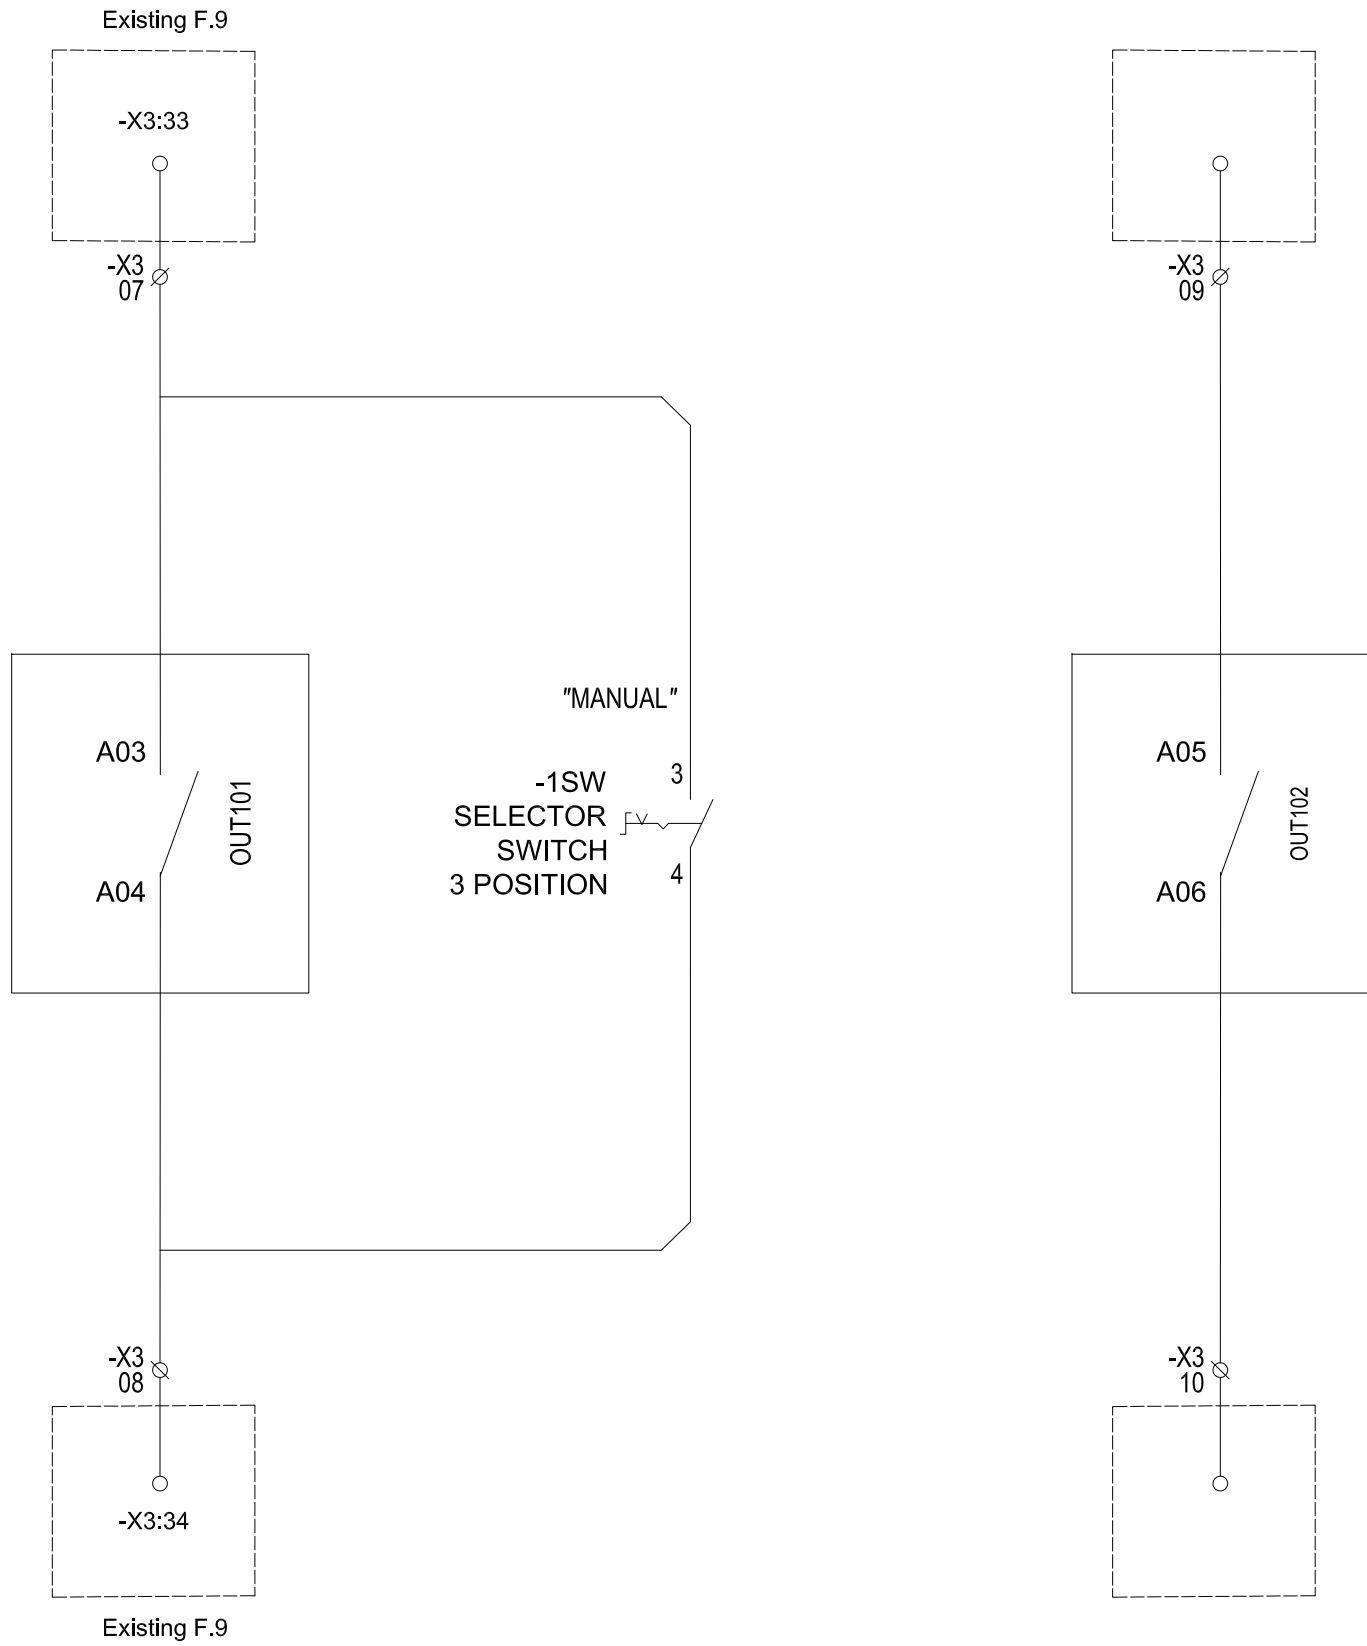 Existing F.9
-X3:33
-X3
07
-X3
09
"MANUAL"
A03
A04
OUT101
-1SW
SELECTOR
SWITCH
3 POSITION
3
4
A05
A06
OUT102
-X3
08
-X3
10
-X3:34
Existing F.9